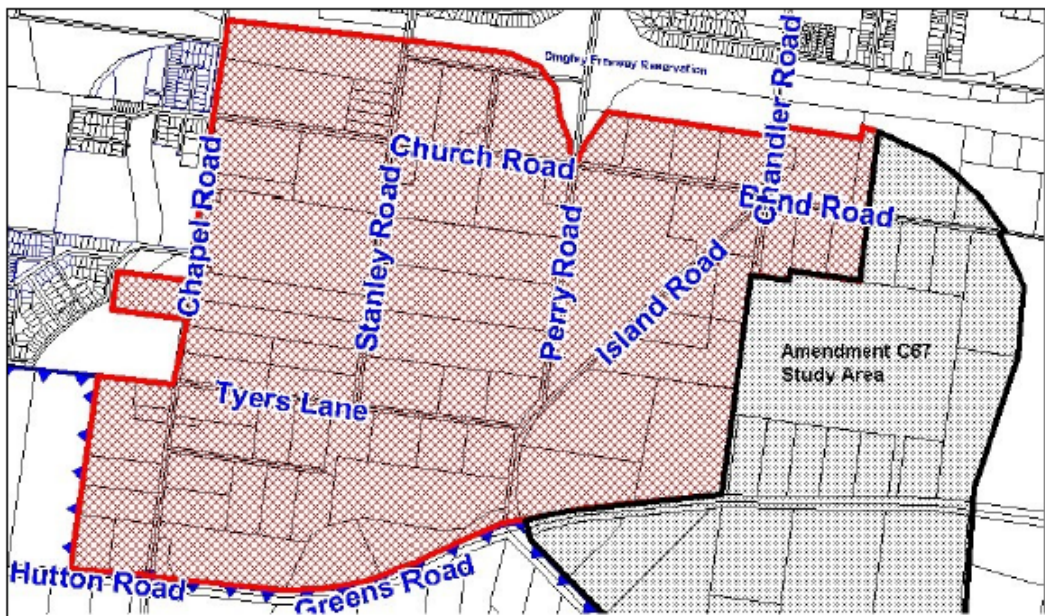 Dingley Freeway Reservation
Chandler Road
Church Road
Bend Road
Chapel Road
Stanley Road
Perry Road
Island Road
Amendment C67
Study Area
Tyers Lane
Hutton Road
Greens Road